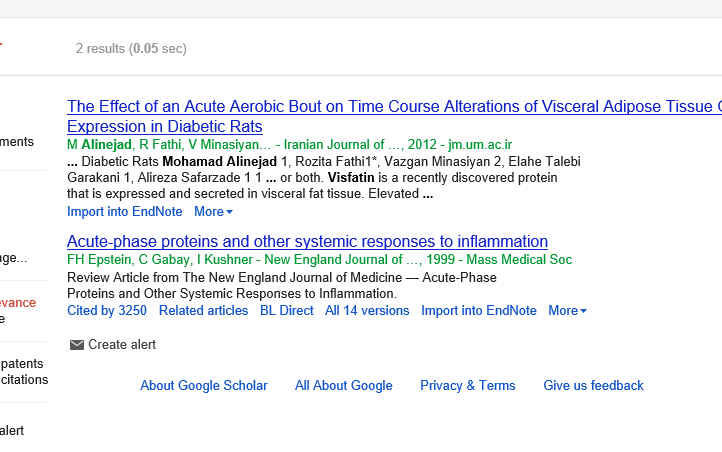 2 results (0.05 sec)
The Effect of an Acute Aerobic Bout on Time Course Alterations of Visceral Adipose Tissue
Expression in Diabetic Rats
M Alinejad, R Fathi, V Minasiyan... - Iranian Journal of ..., 2012 - jm.um.ac.ir
... Diabetic Rats Mohamad Alinejad 1, Rozita Fathi1*, Vazgan Minasiyan 2, Elahe Talebi
Garakani 1, Alireza Safarzade 1 1 ... or both. Visfatin is a recently discovered protein
that is expressed and secreted in visceral fat tissue. Elevated ...
Import into EndNote More
Acute-phase proteins and other systemic responses to inflammation
FH Epstein, C Gabay, I Kushner - New England Journal of ..., 1999 - Mass Medical Soc
Review Article from The New England Journal of Medicine — Acute-Phase
Proteins and Other Systemic Responses to Inflammation.
Cited by 3250 Related articles BL Direct All 14 versions Import into EndNote More
Create alert
About Google Scholar All About Google Privacy & Terms Give us feedback
ments
age...
evance
e
patents
citations
alert